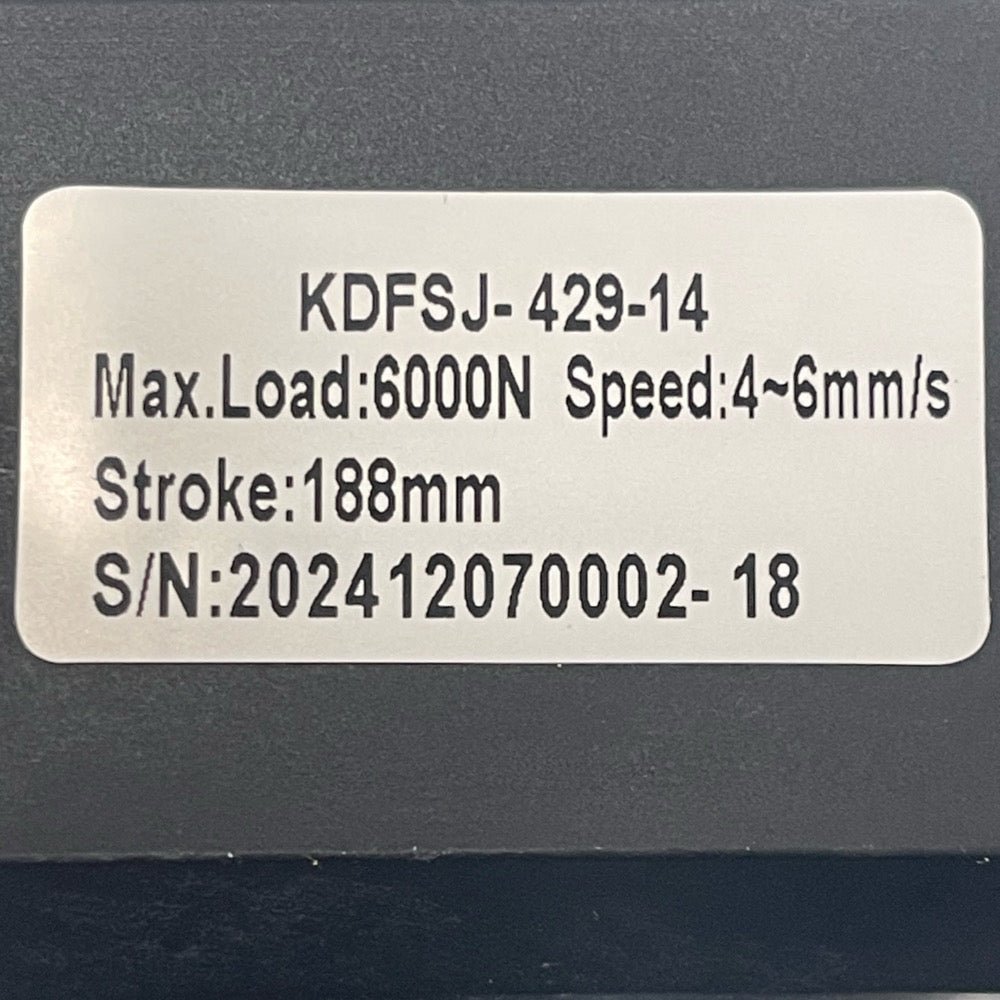 KDFSJ- 429-14
Max.Load:6000N Speed:4~6mm/s
Stroke:188mm
S/N:202412070002- 18